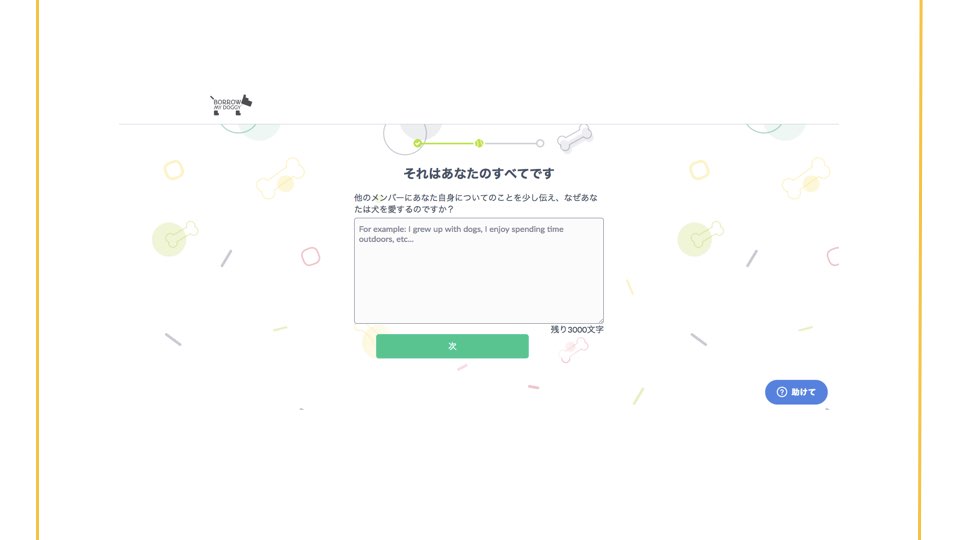 BORROW
MY DOGGY
それはあなたのすべてです
他のメンバーにあなた自身についてのことを少し伝え、なぜあな
たは犬を愛するのですか？
For example: I grew up with dogs, I enjoy spending time
outdoors, etc...
残り3000文字
次
助けて